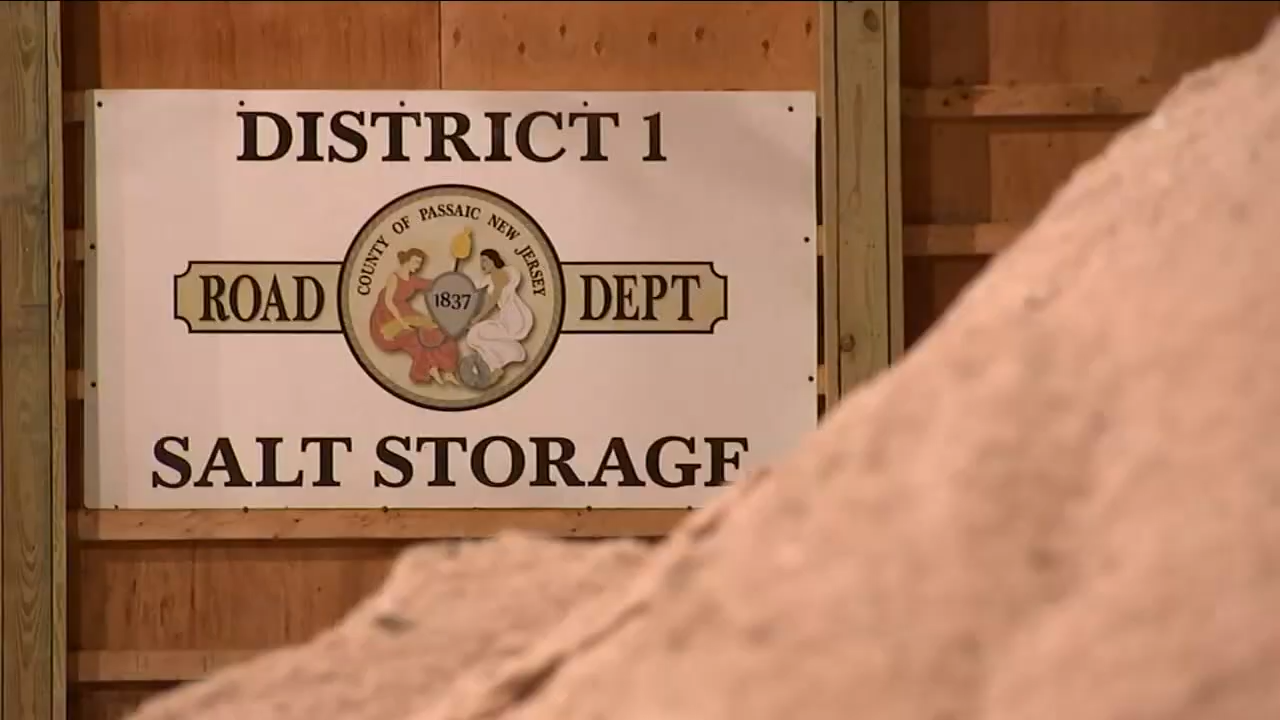 DISTRICT 1
COUNTY OF PASSAIC NEW JERSEY
ROAD
1837
DEPT
SALT STORAGE